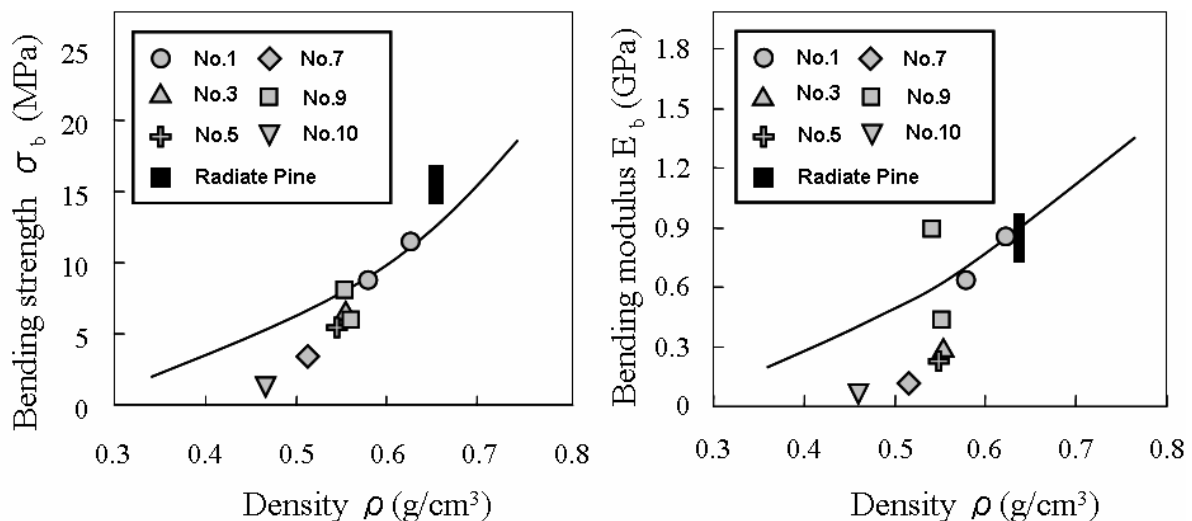 Bending strength σb (MPa)
25
20
15
10
5
0
No.1
No.7
No.3
No.9
No.5
No.10
Radiate Pine
0.3 0.4 0.5 0.6 0.7 0.8
Density ρ (g/cm³)
Bending modulus Eb (GPa)
1.8
1.5
1.2
0.9
0.6
0.3
0
No.1
No.7
No.3
No.9
No.5
No.10
Radiate Pine
0.3 0.4 0.5 0.6 0.7 0.8
Density ρ (g/cm³)